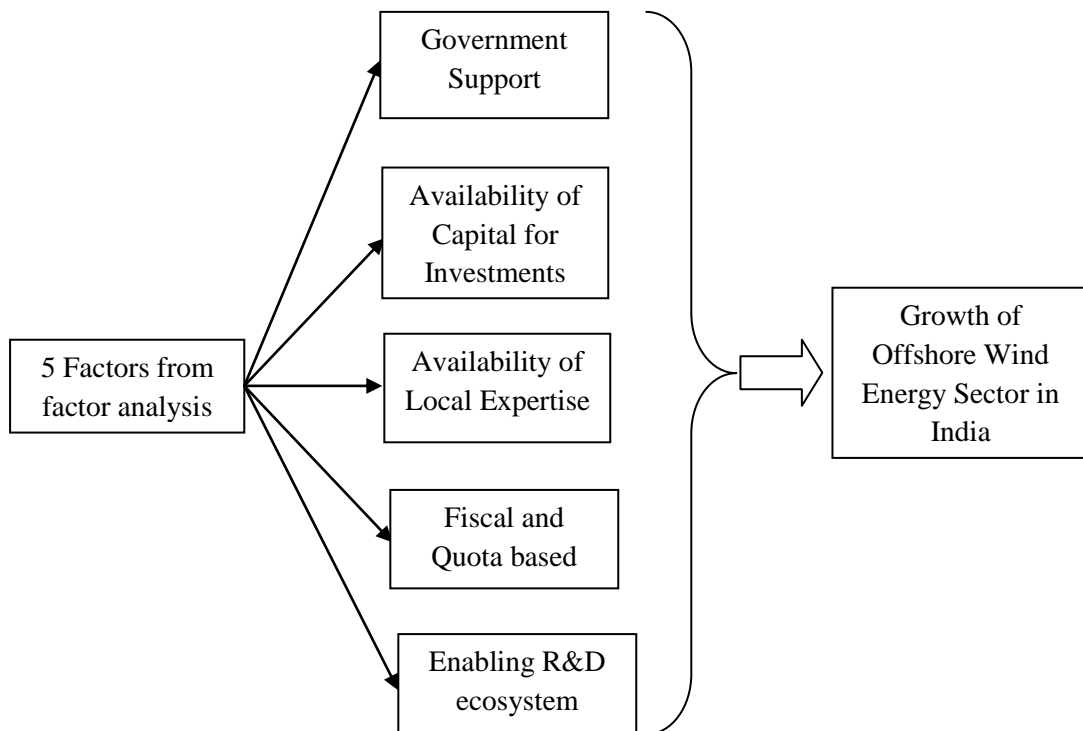 5 Factors from
factor analysis
Government
Support
Availability of
Capital for
Investments
Availability of
Local Expertise
Fiscal and
Quota based
Enabling R&D
ecosystem
Growth of
Offshore Wind
Energy Sector in
India